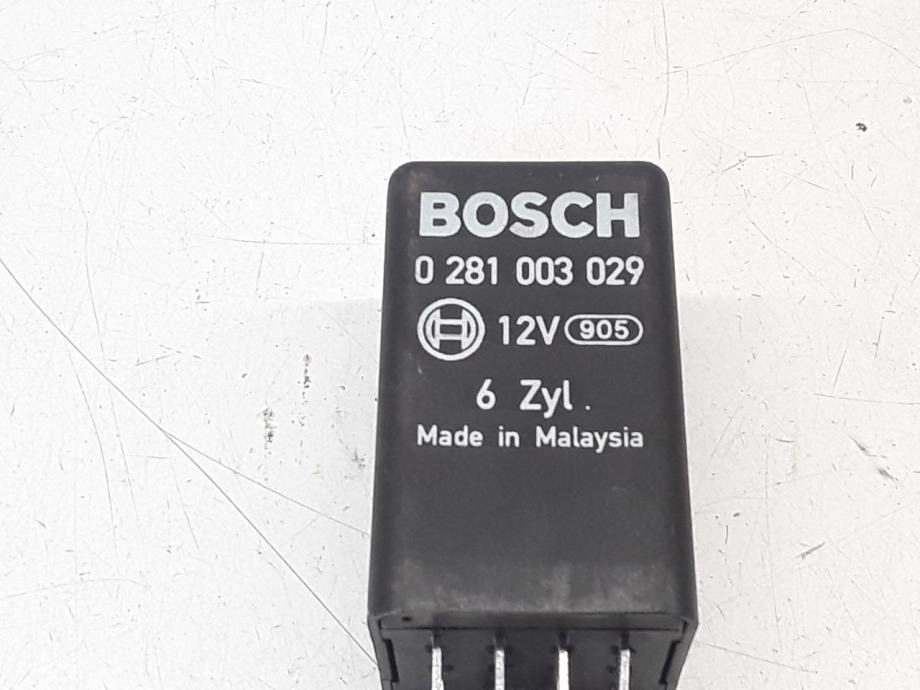 BOSCH
0 281 003 029
12V 905
6 Zyl.
Made in Malaysia